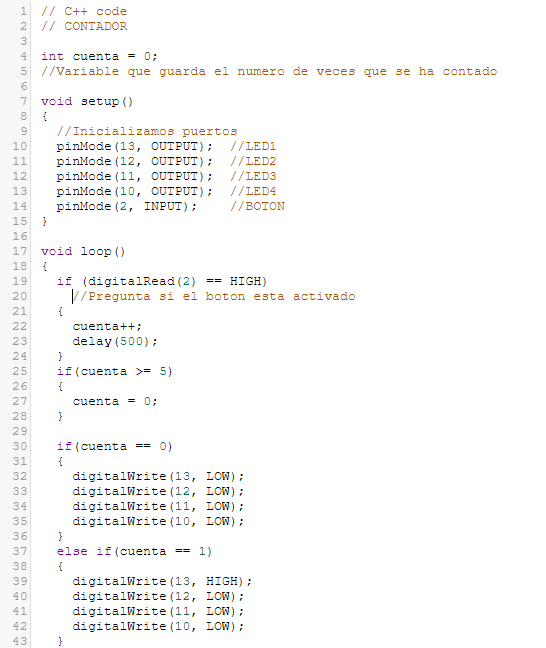 1 // C++ code
2 // CONTADOR
3
4 int cuenta = 0;
5 //Variable que guarda el numero de veces que se ha contado
6
7 void setup()
8 {
9   //Inicializamos puertos
10   pinMode(13, OUTPUT);  //LED1
11   pinMode(12, OUTPUT);  //LED2
12   pinMode(11, OUTPUT);  //LED3
13   pinMode(10, OUTPUT);  //LED4
14   pinMode(2, INPUT);    //BOTON
15 }
16
17 void loop()
18 {
19   if (digitalRead(2) == HIGH)
20     //Pregunta si el boton esta activado
21   {
22     cuenta++;
23     delay(500);
24   }
25   if(cuenta >= 5)
26   {
27     cuenta = 0;
28   }
29
30   if(cuenta == 0)
31   {
32     digitalWrite(13, LOW);
33     digitalWrite(12, LOW);
34     digitalWrite(11, LOW);
35     digitalWrite(10, LOW);
36   }
37   else if(cuenta == 1)
38   {
39     digitalWrite(13, HIGH);
40     digitalWrite(12, LOW);
41     digitalWrite(11, LOW);
42     digitalWrite(10, LOW);
43   }